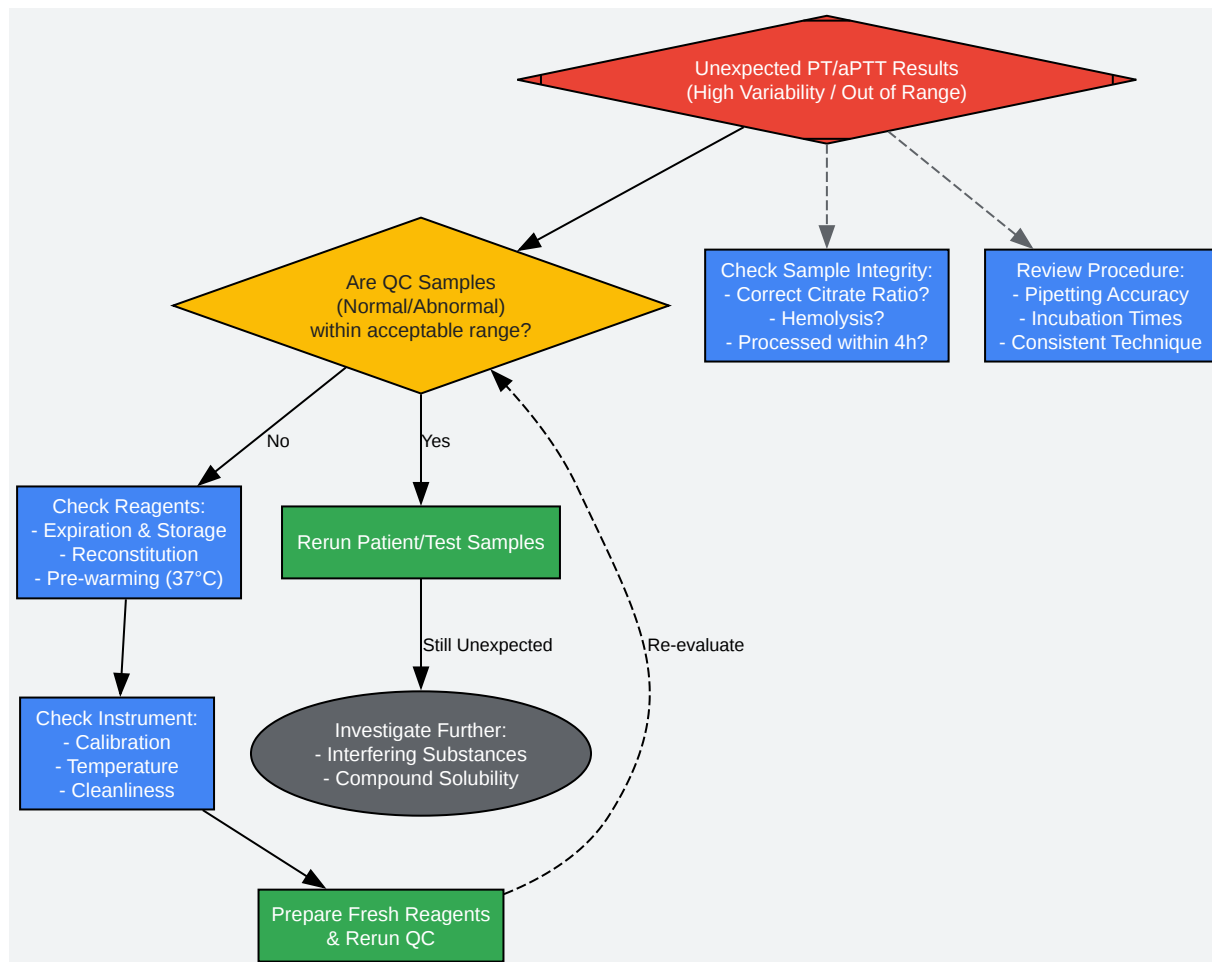 Unexpected PT/aPTT Results
(High Variability / Out of Range)
Are QC Samples
(Normal/Abnormal)
within acceptable range?
Check Sample Integrity:
- Correct Citrate Ratio?
- Hemolysis?
- Processed within 4h?
Review Procedure:
- Pipetting Accuracy
- Incubation Times
- Consistent Technique
No
Yes
Check Reagents:
- Expiration & Storage
- Reconstitution
- Pre-warming (37°C)
Rerun Patient/Test Samples
Still Unexpected
Re-evaluate
Check Instrument:
- Calibration
- Temperature
- Cleanliness
Investigate Further:
- Interfering Substances
- Compound Solubility
Prepare Fresh Reagents
& Rerun QC